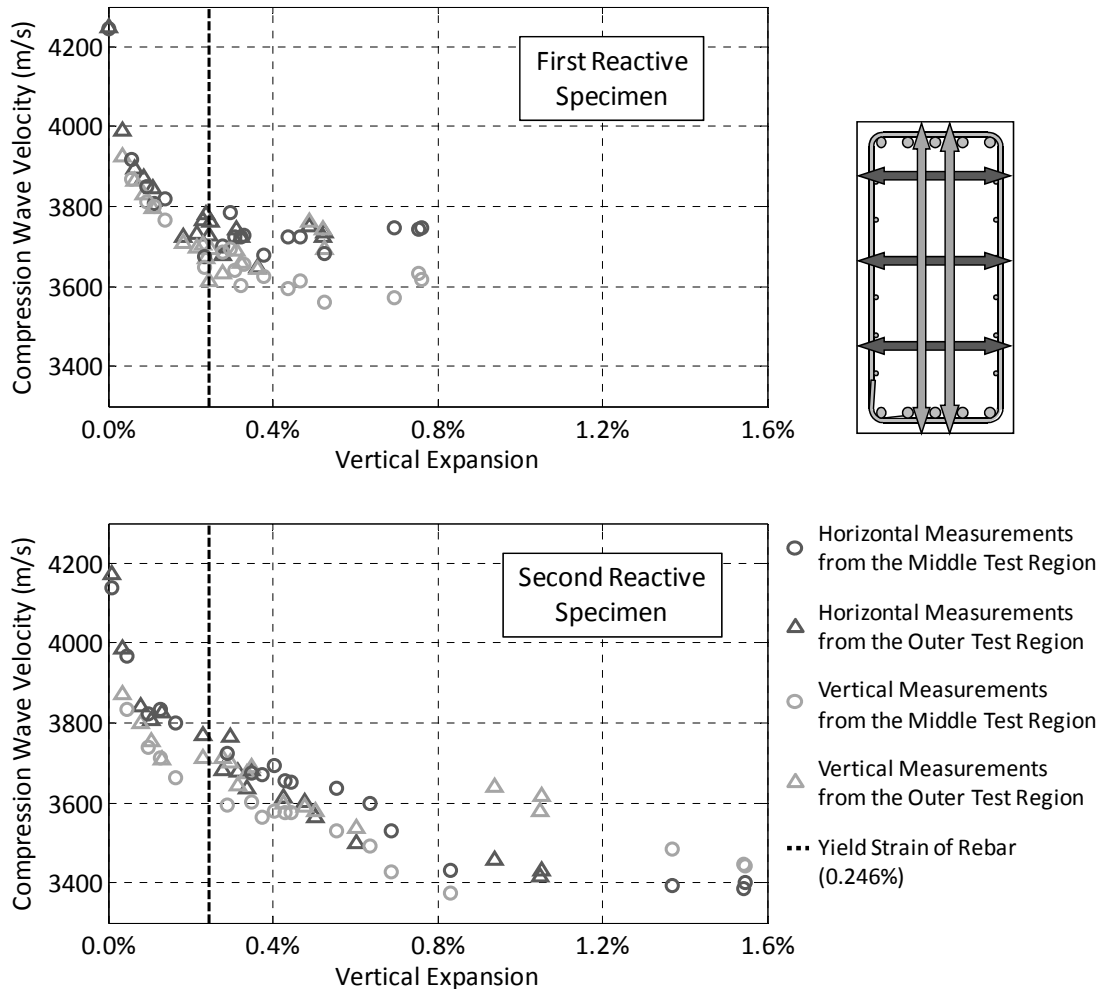 Compression Wave Velocity (m/s)
4200
4000
3800
3600
3400
First Reactive
Specimen
0.0%
0.4%
0.8%
1.2%
1.6%
Vertical Expansion
Compression Wave Velocity (m/s)
4200
4000
3800
3600
3400
Second Reactive
Specimen
0.0%
0.4%
0.8%
1.2%
1.6%
Vertical Expansion
Horizontal Measurements
from the Middle Test Region
Horizontal Measurements
from the Outer Test Region
Vertical Measurements
from the Middle Test Region
Vertical Measurements
from the Outer Test Region
Yield Strain of Rebar
(0.246%)